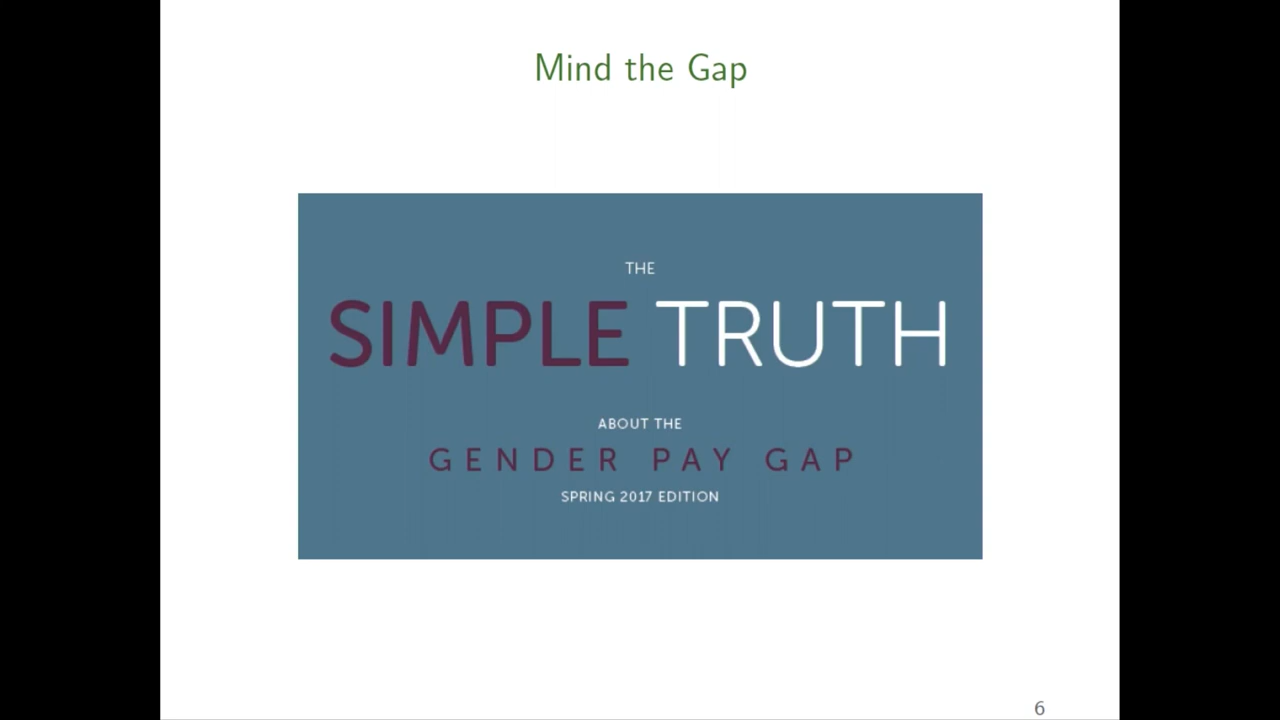 Mind the Gap
THE
SIMPLE TRUTH
ABOUT THE
GENDER PAY GAP
SPRING 2017 EDITION
6